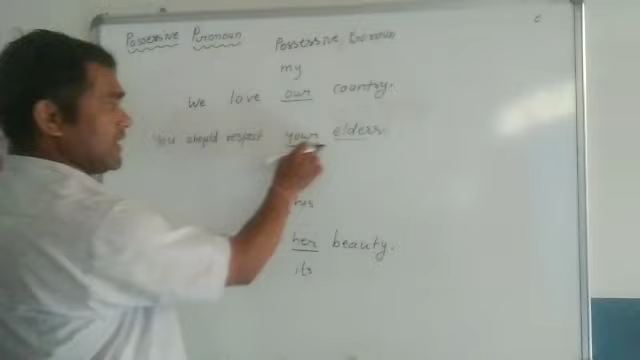 Possessive Pronoun
Possessive Pronoun
my
We love our country.
You should respect your elders.
his
her beauty.
its